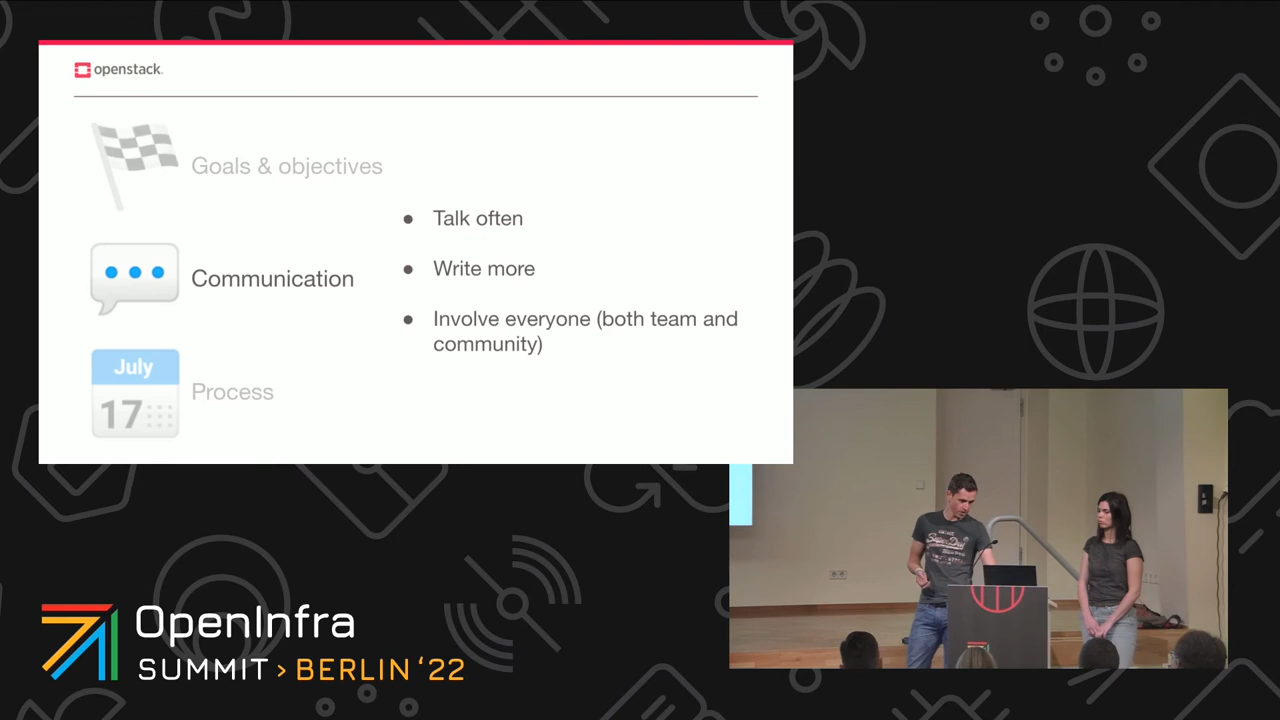 openstack.
Goals & objectives
Talk often
Write more
Communication
Involve everyone (both team and
community)
July
17
Process
OpenInfra
SUMMIT > BERLIN ‘22